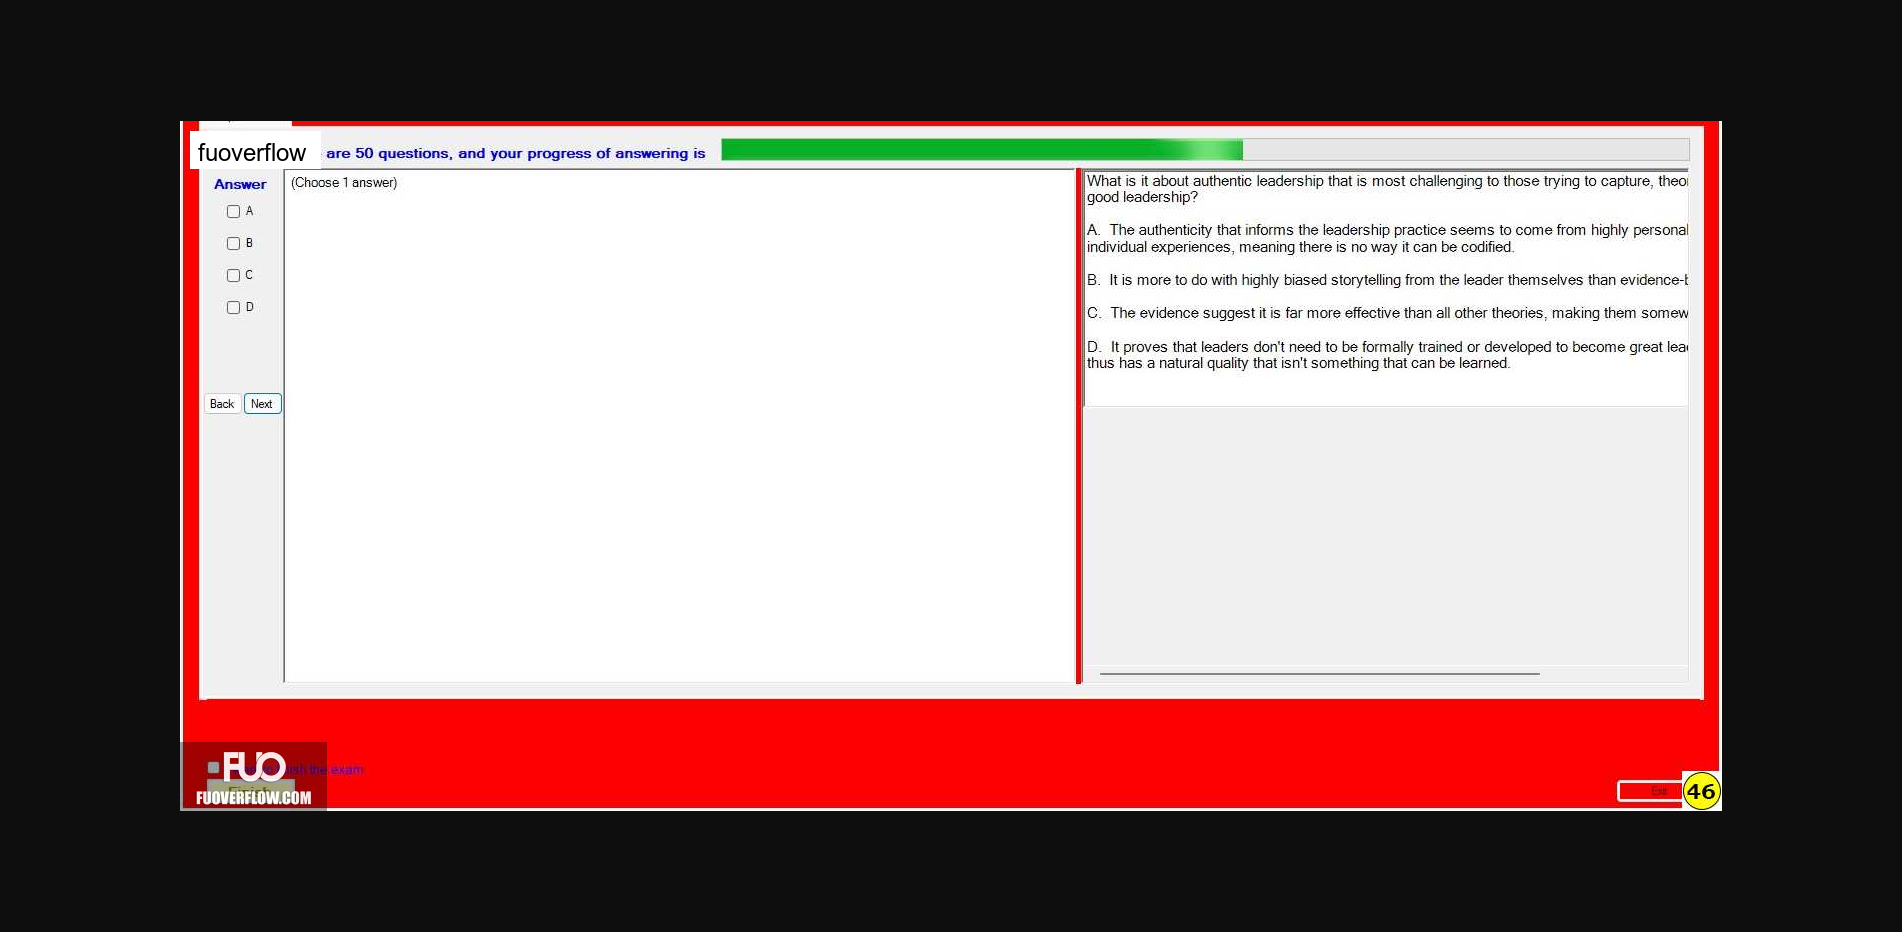 fuoverflow are 50 questions, and your progress of answering is
Answer
(Choose 1 answer)
A
B
C
D
Back Next
What is it about authentic leadership that is most challenging to those trying to capture, theo
good leadership?
A. The authenticity that informs the leadership practice seems to come from highly personal
individual experiences, meaning there is no way it can be codified.
B. It is more to do with highly biased storytelling from the leader themselves than evidence-
C. The evidence suggest it is far more effective than all other theories, making them somew
D. It proves that leaders don't need to be formally trained or developed to become great lea
thus has a natural quality that isn't something that can be learned.
FUO
the exam
Finish
FUOVERFLOW.COM
Exit
46